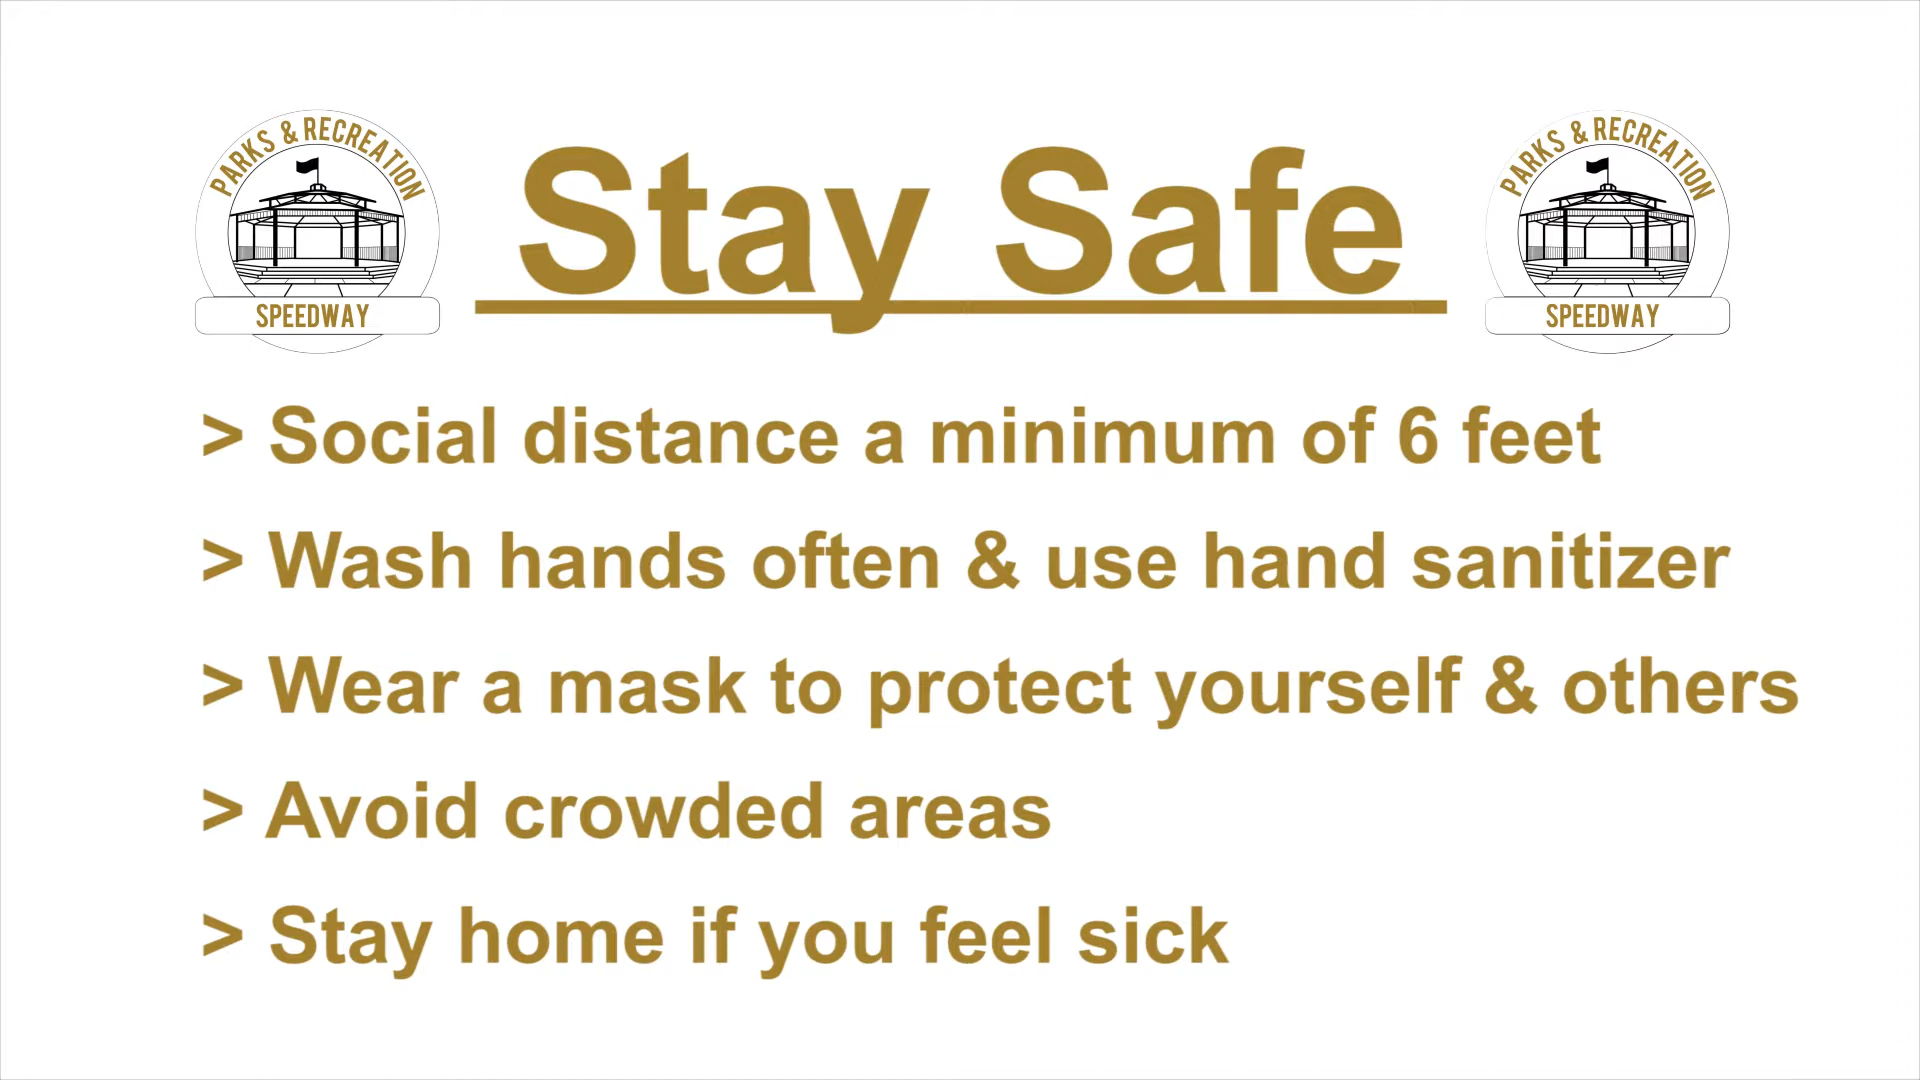 PARKS & RECREATION
SPEEDWAY
Stay Safe
PARKS & RECREATION
SPEEDWAY
> Social distance a minimum of 6 feet
> Wash hands often & use hand sanitizer
> Wear a mask to protect yourself & others
> Avoid crowded areas
> Stay home if you feel sick